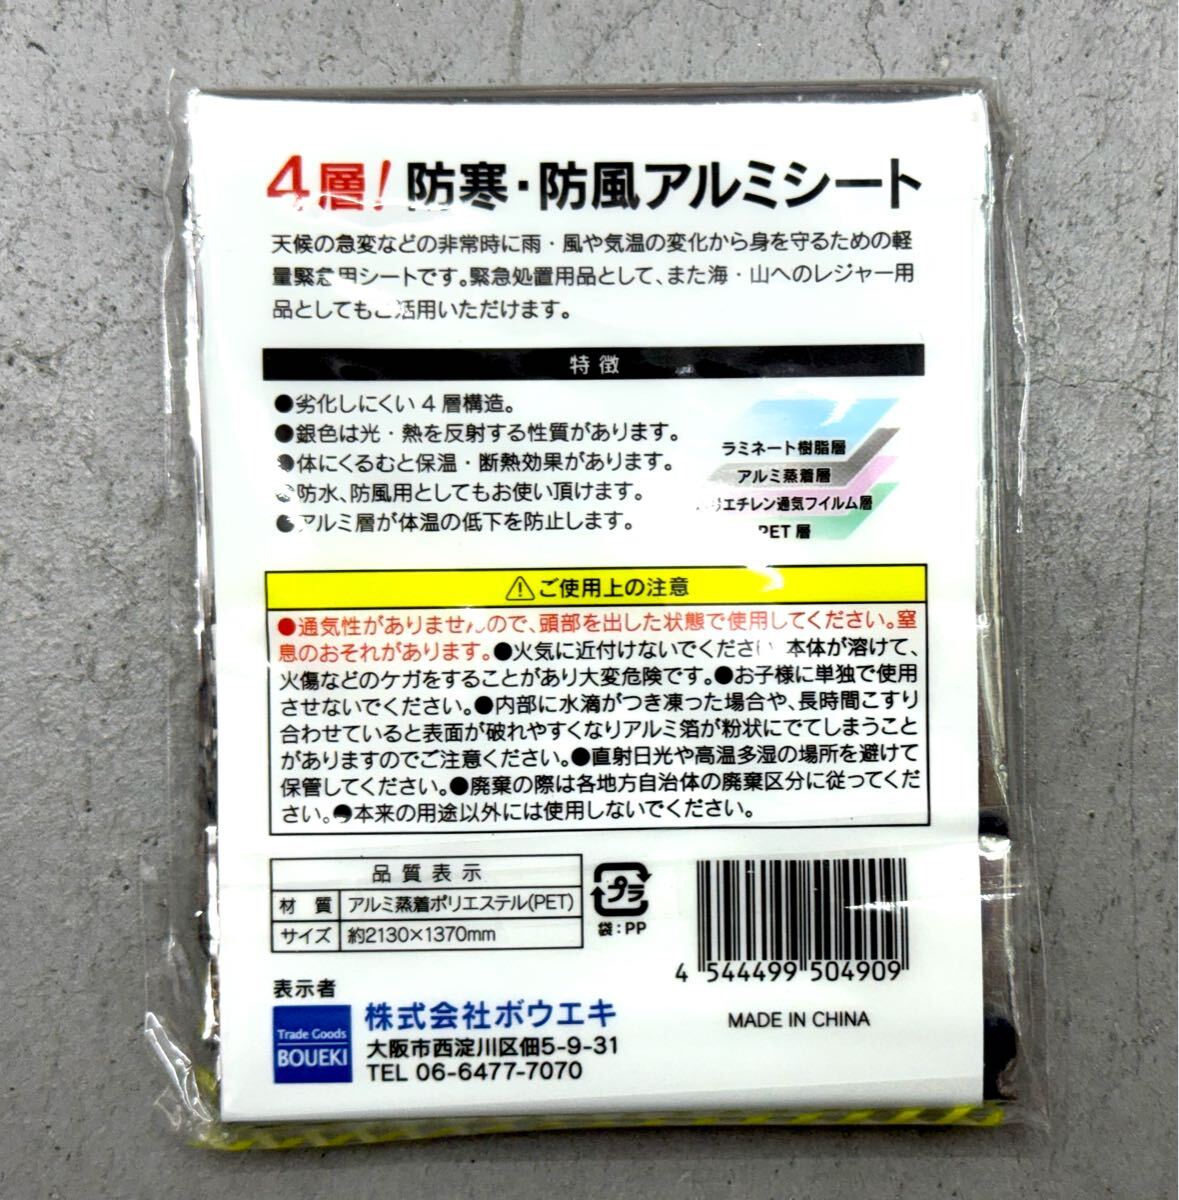 4層! 防寒・防風アルミシート
天候の急変などの非常時に雨・風や気温の変化から身を守るための軽
量緊急用シートです。緊急処置用品として、また海・山へのレジャー用
品としてもご活用いただけます。
特徴
●劣化しにくい4層構造。
●銀色は光・熱を反射する性質があります。
●体にくるむと保温・断熱効果があります。
●防水、防風用としてもお使い頂けます。
●アルミ層が体温の低下を防止します。
ラミネート樹脂層
アルミ蒸着層
ポリエチレン通気フイルム層
PET層
⚠ご使用上の注意
●通気性がありませんので、頭部を出した状態で使用してください。窒
息のおそれがあります。●火気に近付けないでください。本体が溶けて、
火傷などのケガをすることがあり大変危険です。●お子様に単独で使用
させないでください。●内部に水滴がつき凍った場合や、長時間こすり
合わせていると表面が破れやすくなりアルミ箔が粉状にでてしまうこと
がありますのでご注意ください。●直射日光や高温多湿の場所を避けて
保管してください。●廃棄の際は各地方自治体の廃棄区分に従ってくだ
さい。●本来の用途以外には使用しないでください。
品質表示
材 質 アルミ蒸着ポリエステル(PET)
サイズ 約2130×1370mm
プラ
袋:PP
4 544499 504909
MADE IN CHINA
表示者
Trade Goods
BOUEKI
株式会社ボウエキ
大阪市西淀川区佃5-9-31
TEL 06-6477-7070